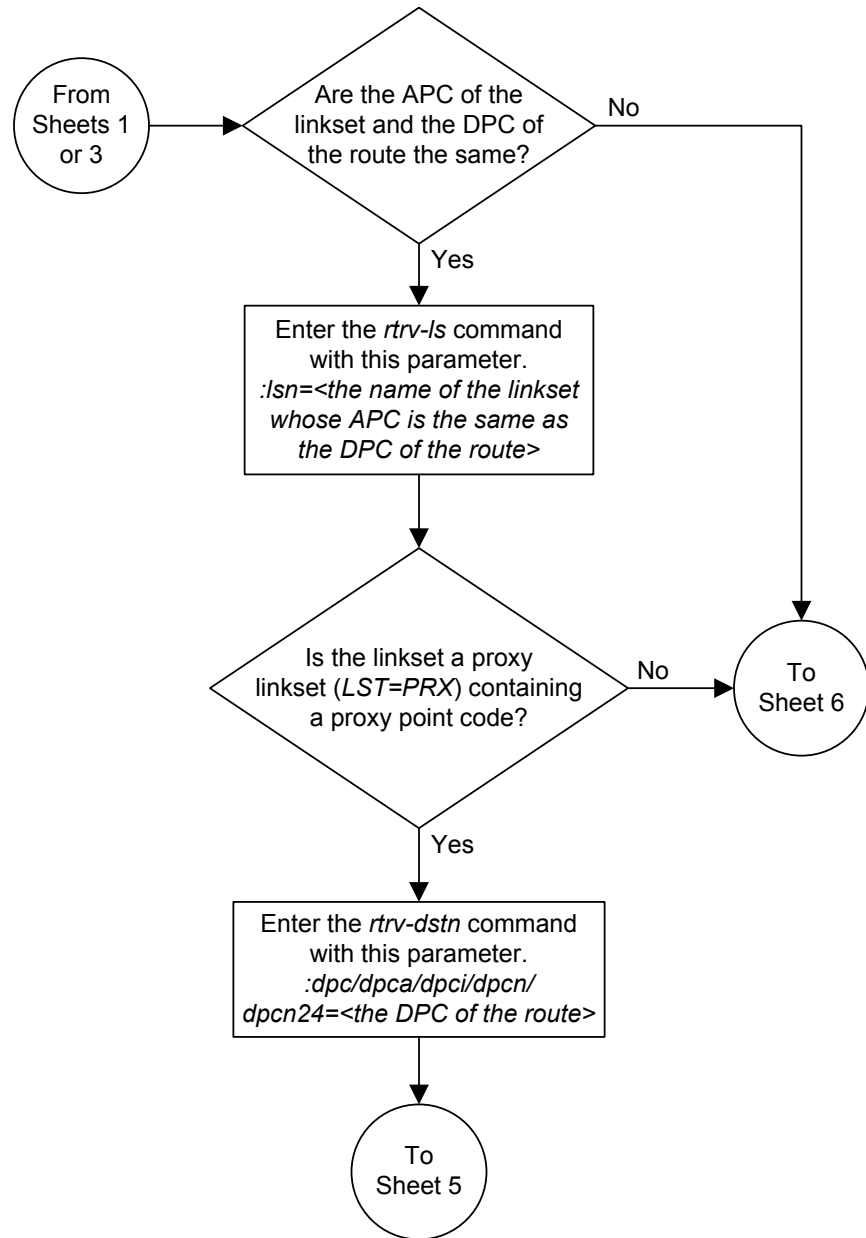 From
Sheets 1
or 3
Are the APC of the
linkset and the DPC of
the route the same?
No
Yes
Enter the rtrv-ls command
with this parameter.
:lsn=<the name of the linkset
whose APC is the same as
the DPC of the route>
Is the linkset a proxy
linkset (LST=PRX) containing
a proxy point code?
No
To
Sheet 6
Yes
Enter the rtrv-dstn command
with this parameter.
:dpc/dpca/dpci/dpcn/
dpcn24=<the DPC of the route>
To
Sheet 5